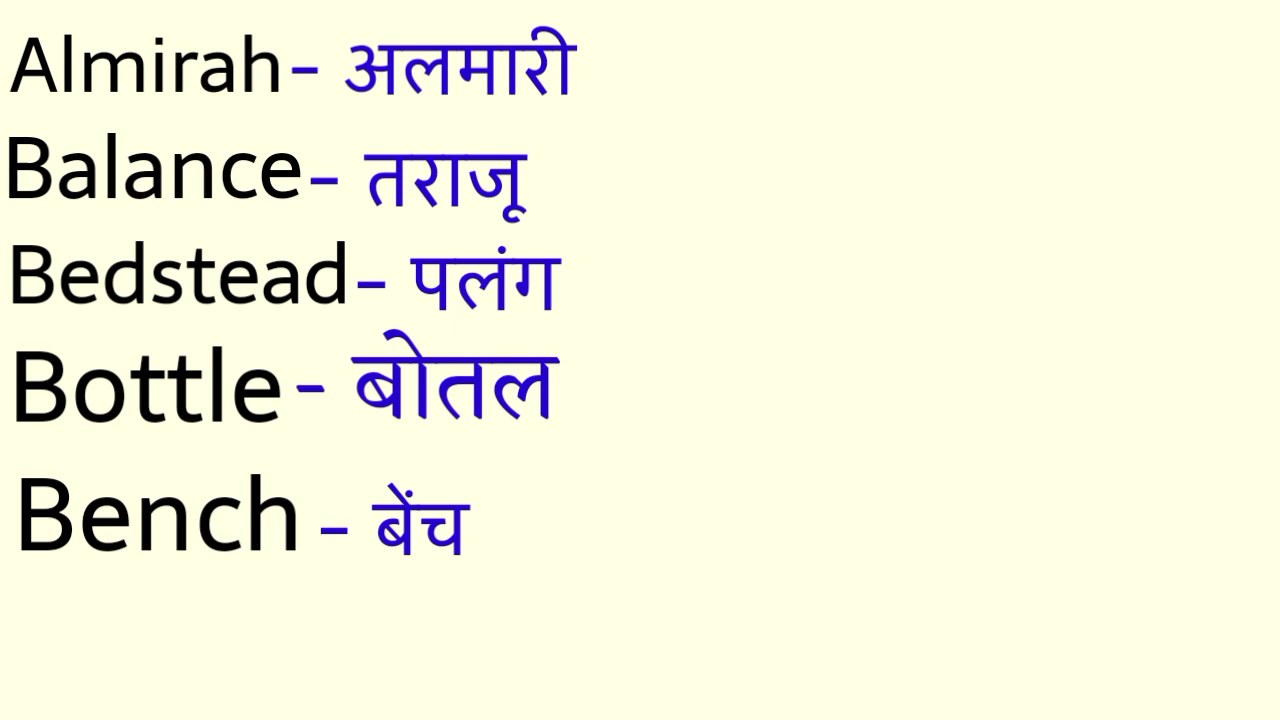 Almirah- अलमारी
Balance- तराजू
Bedstead- पलंग
Bottle- बोतल
Bench - बेंच